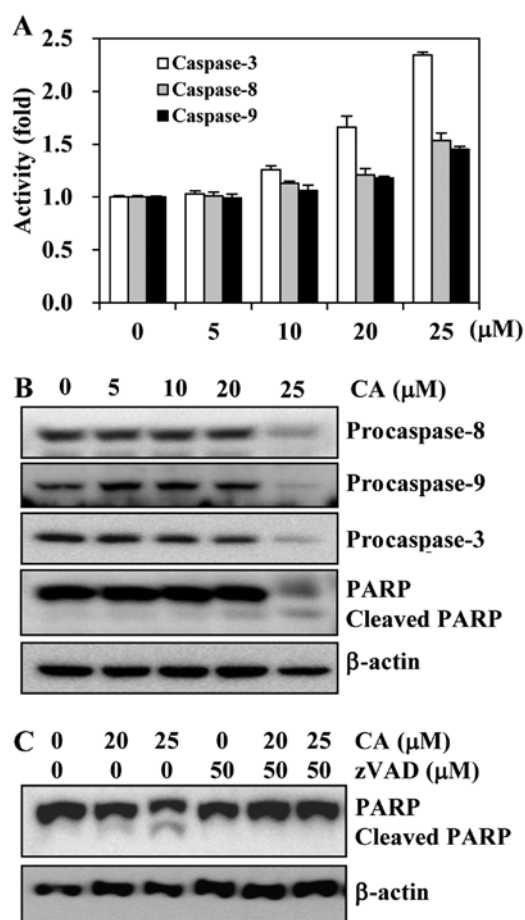 A
2.5
2.0
1.5
1.0
0.5
0.0
Activity (fold)
Caspase-3
Caspase-8
Caspase-9
0 5 10 20 25 (μM)
B 0 5 10 20 25 CA (μM)
Procaspase-8
Procaspase-9
Procaspase-3
PARP
Cleaved PARP
β-actin
C 0 20 25 0 20 25 CA (μM)
0 0 0 50 50 50 zVAD (μM)
PARP
Cleaved PARP
β-actin